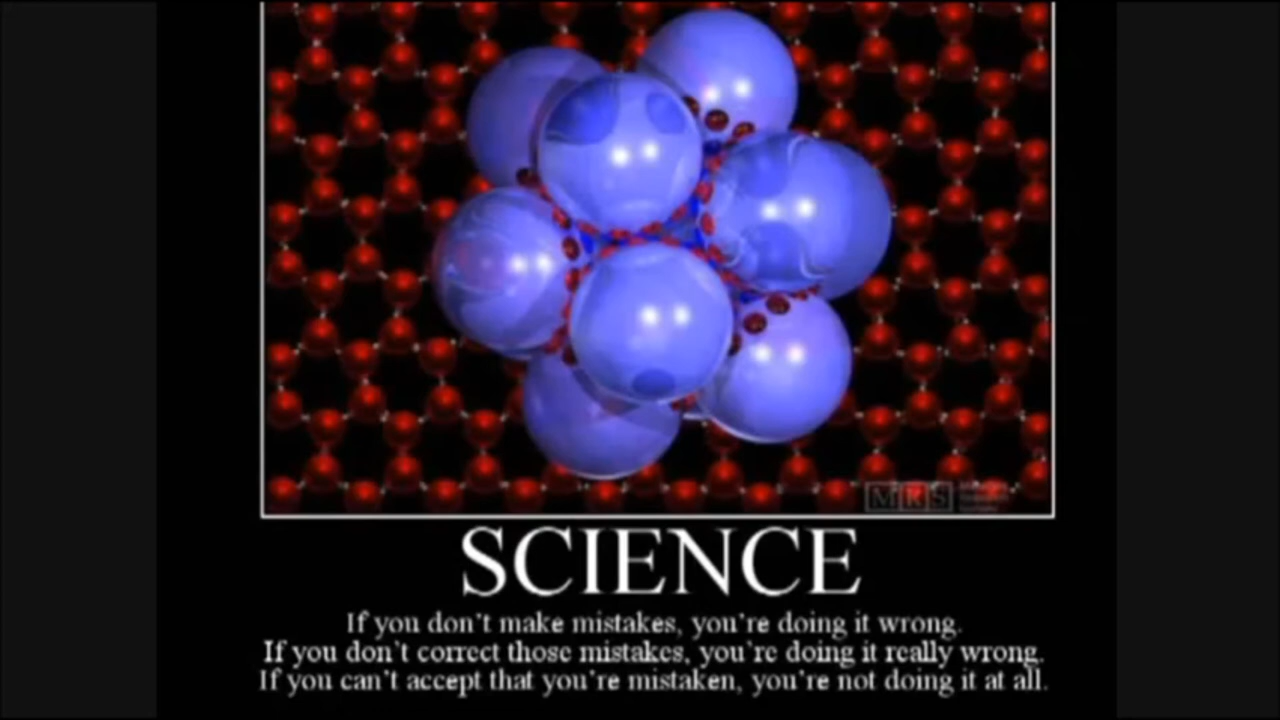 MRS
SCIENCE
If you don't make mistakes, you're doing it wrong.
If you don't correct those mistakes, you're doing it really wrong.
If you can't accept that you're mistaken, you're not doing it at all.